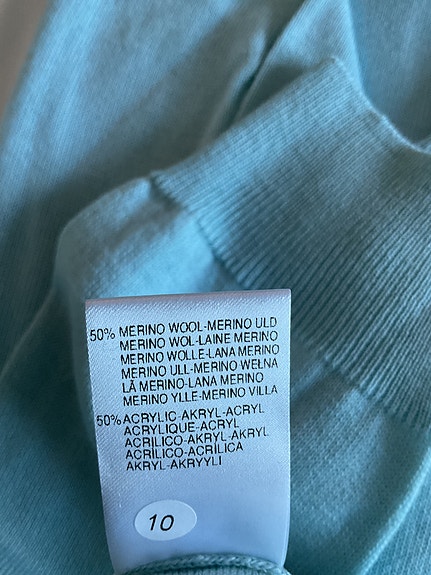 50% MERINO WOOL-MERINO ULD
MERINO WOL-LAINE MERINO
MERINO WOLLE-LANA MERINO
MERINO ULL-MERINO WEŁNA
LÃ MERINO-LANA MERINO
MERINO YLLE-MERINO VILLA
50% ACRYLIC-AKRYL-ACRYL
ACRYLIQUE-ACRYL
ACRILICO-AKRYL-AKRYL
ACRÍLICO-ACRÍLICA
AKRYL-AKRYYLI
10